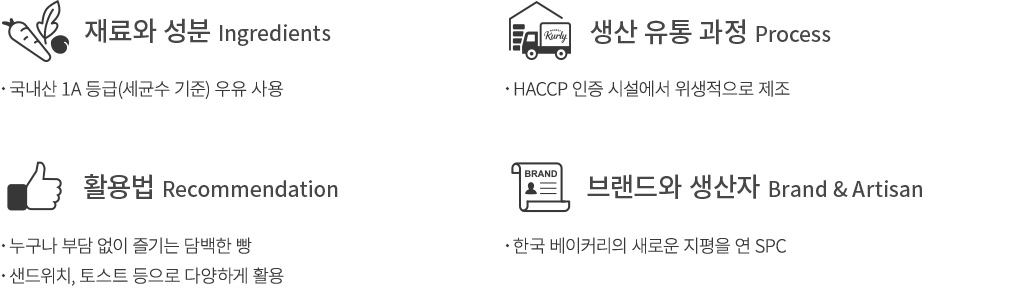 재료와 성분 Ingredients
· 국내산 1A 등급(세균수 기준) 우유 사용
Kurly
생산 유통 과정 Process
· HACCP 인증 시설에서 위생적으로 제조
활용법 Recommendation
· 누구나 부담 없이 즐기는 담백한 빵
· 샌드위치, 토스트 등으로 다양하게 활용
BRAND
브랜드와 생산자 Brand & Artisan
· 한국 베이커리의 새로운 지평을 연 SPC